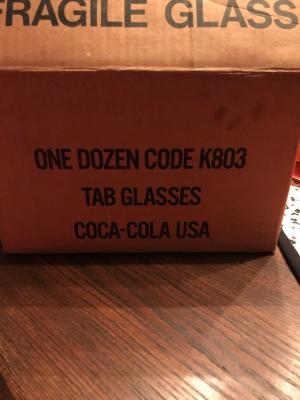 FRAGILE GLASS
ONE DOZEN CODE K803
TAB GLASSES
COCA-COLA USA